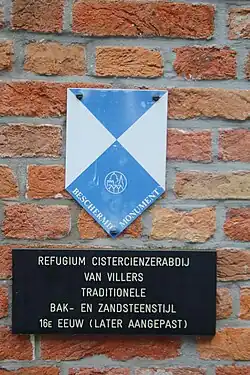 BESCHERMD MONUMENT
REFUGIUM CISTERCIENZERABDIJ
VAN VILLERS
TRADITIONELE
BAK- EN ZANDSTEENSTIJL
16e EEUW (LATER AANGEPAST)